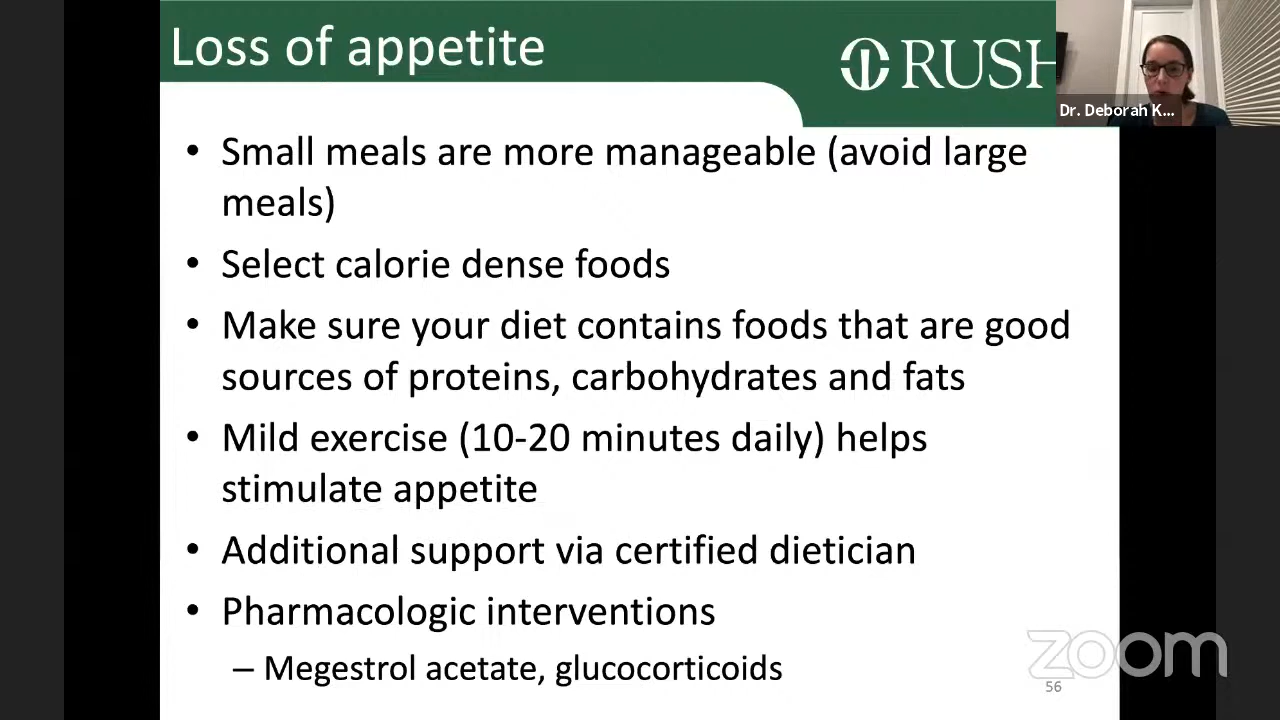 Loss of appetite
RUSH
Dr. Deborah K...
• Small meals are more manageable (avoid large
meals)
• Select calorie dense foods
• Make sure your diet contains foods that are good
sources of proteins, carbohydrates and fats
• Mild exercise (10-20 minutes daily) helps
stimulate appetite
• Additional support via certified dietician
• Pharmacologic interventions
– Megestrol acetate, glucocorticoids
zoom
56